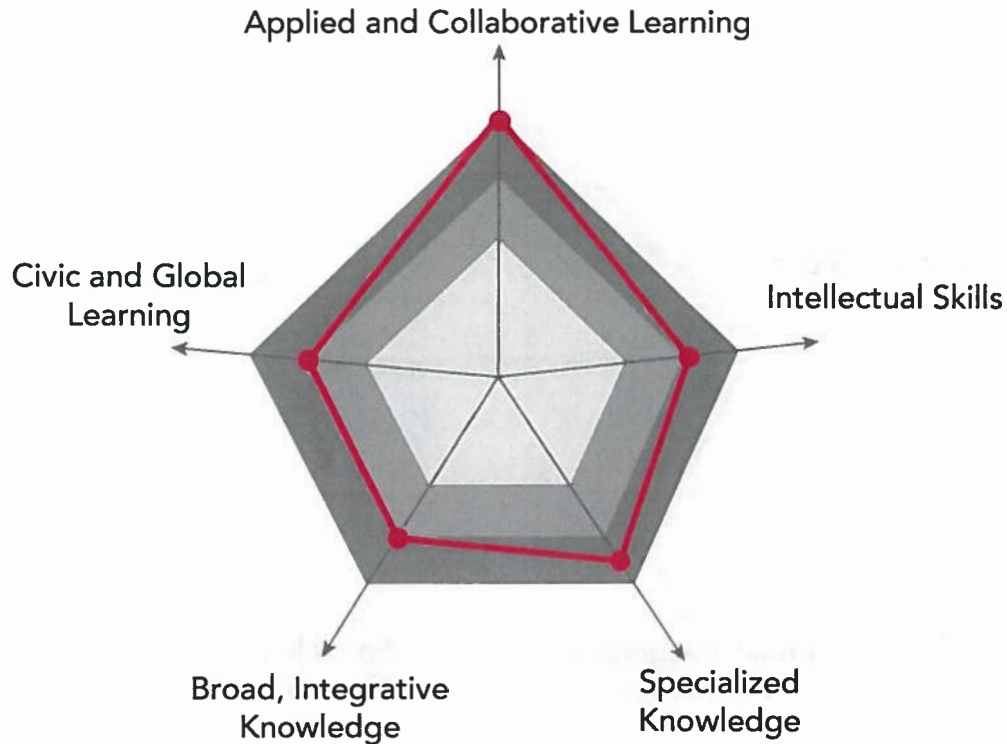 Applied and Collaborative Learning
Civic and Global
Learning
Intellectual Skills
Broad, Integrative
Knowledge
Specialized
Knowledge